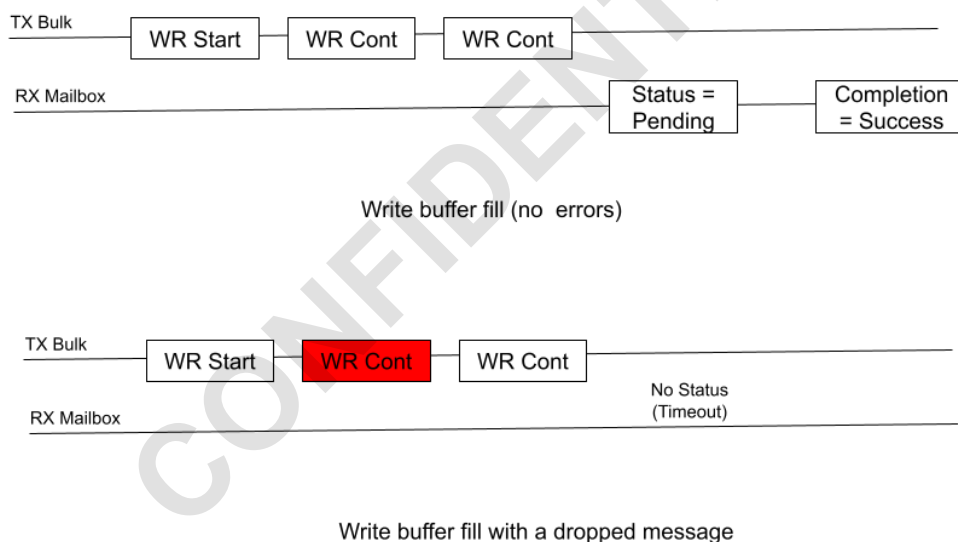 TX Bulk
WR Start
WR Cont
WR Cont
RX Mailbox
Status =
Pending
Completion
= Success
Write buffer fill (no errors)
TX Bulk
WR Start
WR Cont
WR Cont
RX Mailbox
No Status
(Timeout)
Write buffer fill with a dropped message
CONFIDENT